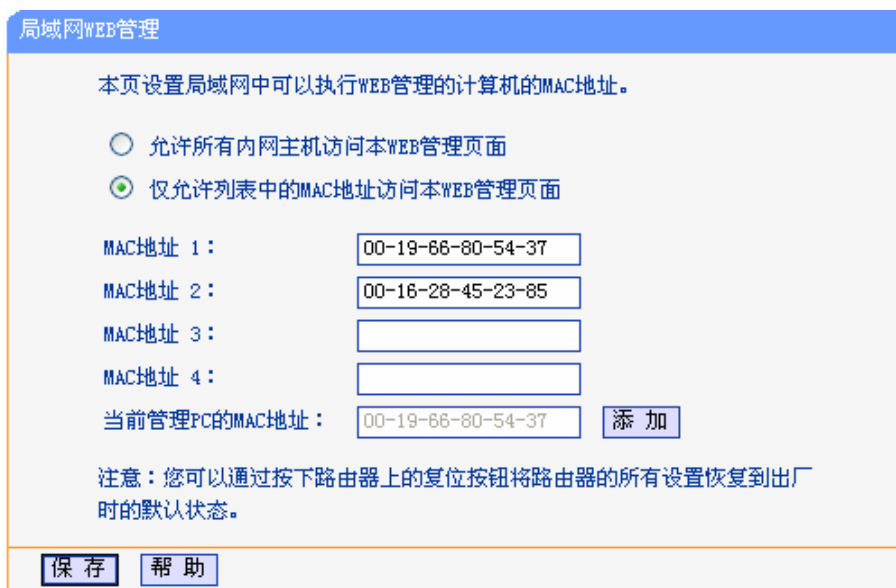 局域网WEB管理
本页设置局域网中可以执行WEB管理的计算机的MAC地址。
允许所有内网主机访问本WEB管理页面
仅允许列表中的MAC地址访问本WEB管理页面
MAC地址 1： 00-19-66-80-54-37
MAC地址 2： 00-16-28-45-23-85
MAC地址 3：
MAC地址 4：
当前管理PC的MAC地址： 00-19-66-80-54-37 添 加
注意：您可以通过按下路由器上的复位按钮将路由器的所有设置恢复到出厂
时的默认状态。
保 存 帮 助